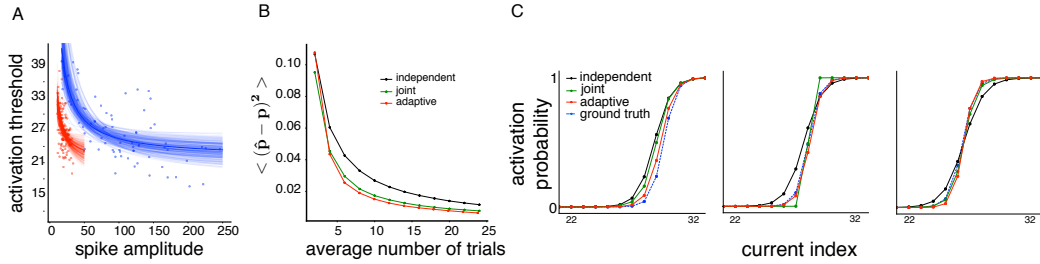 A
activation threshold
39
33
27
21
15
0 50 100 150 200 250
spike amplitude
B
< (p̂ − p)² >
0.10
0.08
0.06
0.04
0.02
independent
joint
adaptive
5 10 15 20 25
average number of trials
C
activation probability
1
0
independent
joint
adaptive
ground truth
22 32
22 32
22 32
current index